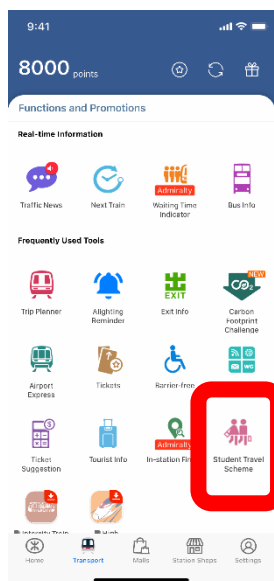 9:41
8000 points
Functions and Promotions
Real-time Information
Traffic News
Next Train
Admiralty
Waiting Time
Indicator
Bus Info
Frequently Used Tools
Trip Planner
Alighting
Reminder
EXIT
Exit Info
NEW
CO₂
Carbon
Footprint
Challenge
Airport
Express
Tickets
Barrier-free
WC
Ticket
Suggestion
Tourist Info
Admiralty
In-station Fin
Student Travel
Scheme
Intercity Train
High
Home
Transport
Malls
Station Shops
Settings